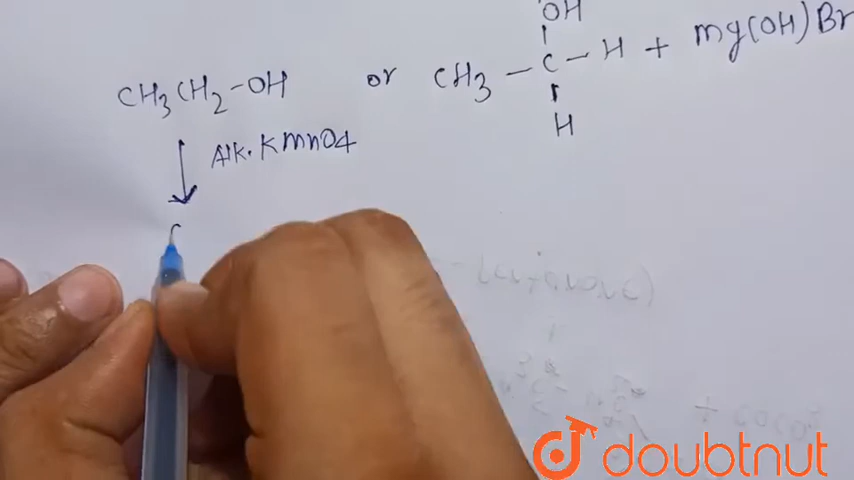 OH
CH3CH2-OH or CH3 - C - H + mg(OH)Br
H
Alk. KMnO4
C
doubtnut